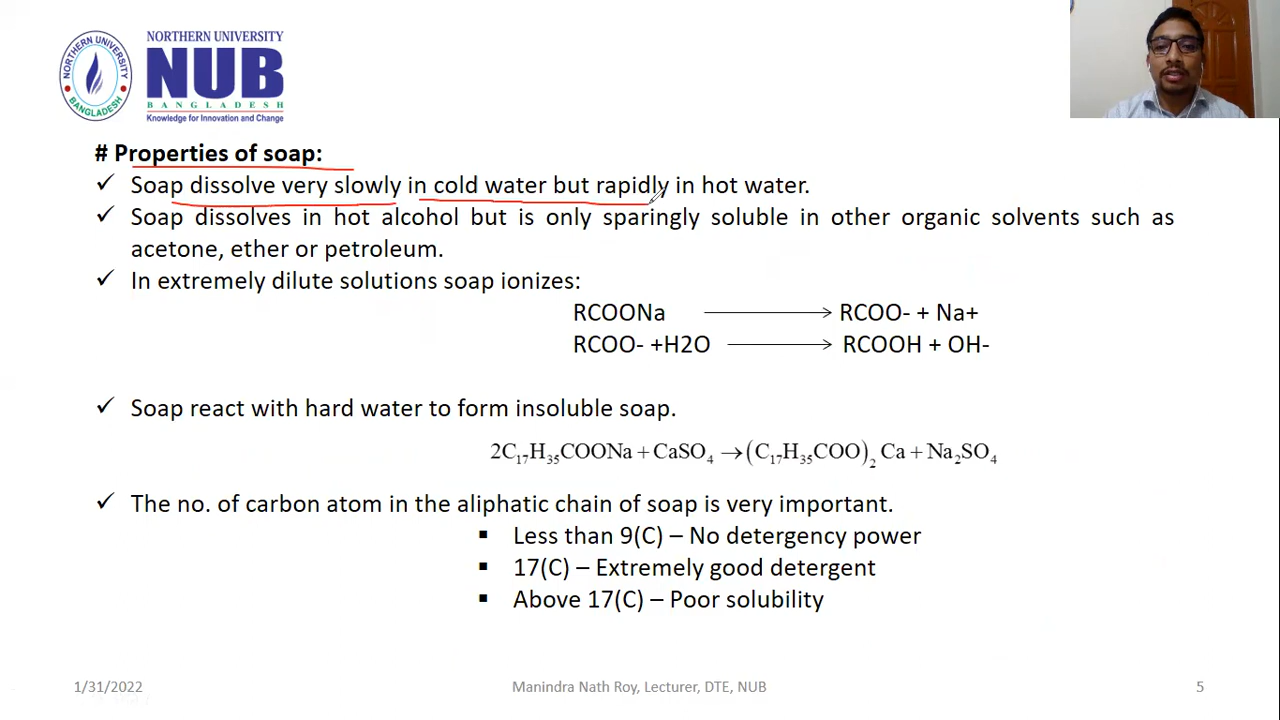 NORTHERN UNIVERSITY
BANGLADESH
NORTHERN UNIVERSITY
NUB
BANGLADESH
Knowledge for Innovation and Change
# Properties of soap:
✓ Soap dissolve very slowly in cold water but rapidly in hot water.
✓ Soap dissolves in hot alcohol but is only sparingly soluble in other organic solvents such as
acetone, ether or petroleum.
✓ In extremely dilute solutions soap ionizes:
RCOONa ⟶ RCOO- + Na+
RCOO- +H2O ⟶ RCOOH + OH-
✓ Soap react with hard water to form insoluble soap.
2C₁₇H₃₅COONa + CaSO₄ → (C₁₇H₃₅COO)₂ Ca + Na₂SO₄
✓ The no. of carbon atom in the aliphatic chain of soap is very important.
▪ Less than 9(C) – No detergency power
▪ 17(C) – Extremely good detergent
▪ Above 17(C) – Poor solubility
1/31/2022 Manindra Nath Roy, Lecturer, DTE, NUB 5